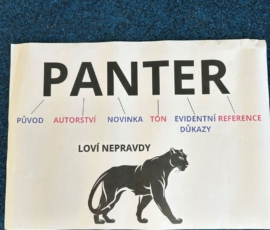 PANTER
PŮVOD AUTORSTVÍ NOVINKA TÓN EVIDENTNÍ REFERENCE
DŮKAZY
LOVÍ NEPRAVDY